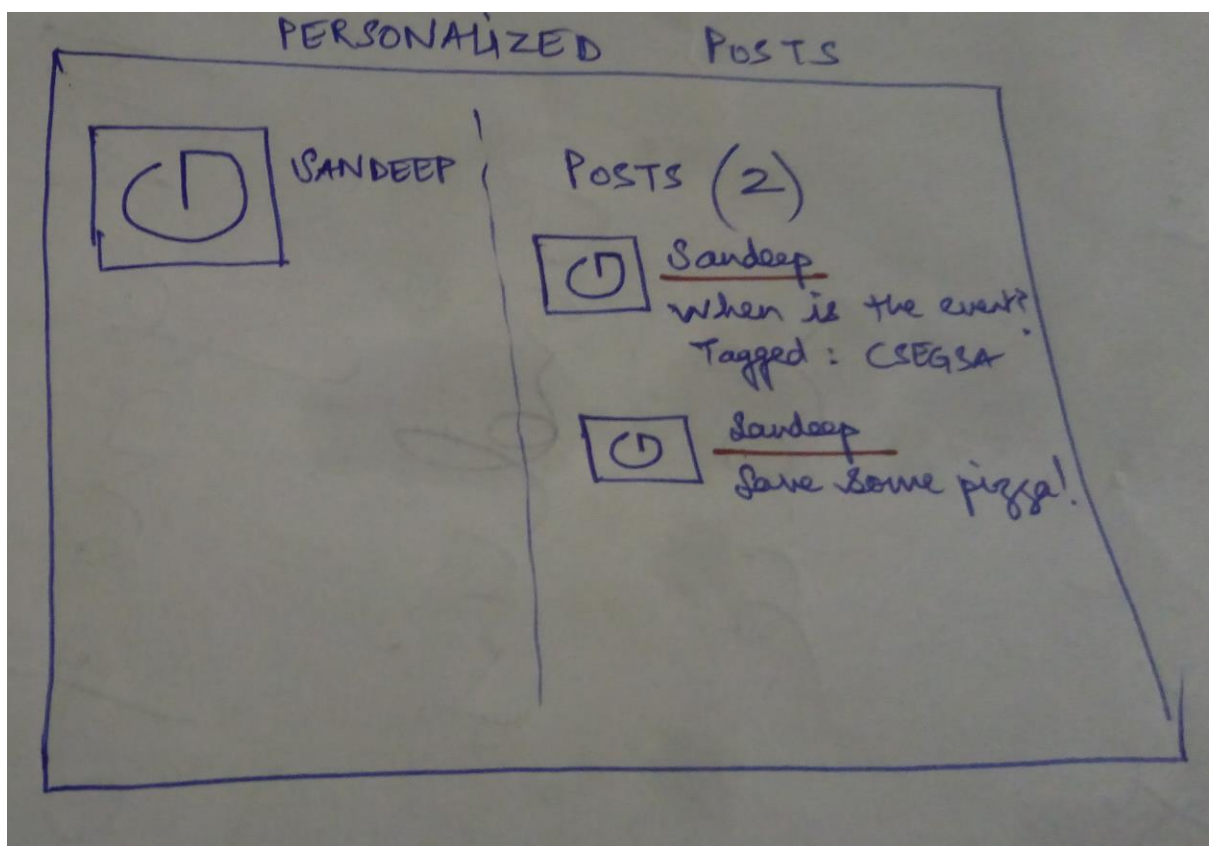 PERSONALIZED POSTS
SANDEEP
POSTS (2)
Sandeep
When is the event?
Tagged : CSEGSA
Sandeep
Save some pizza!